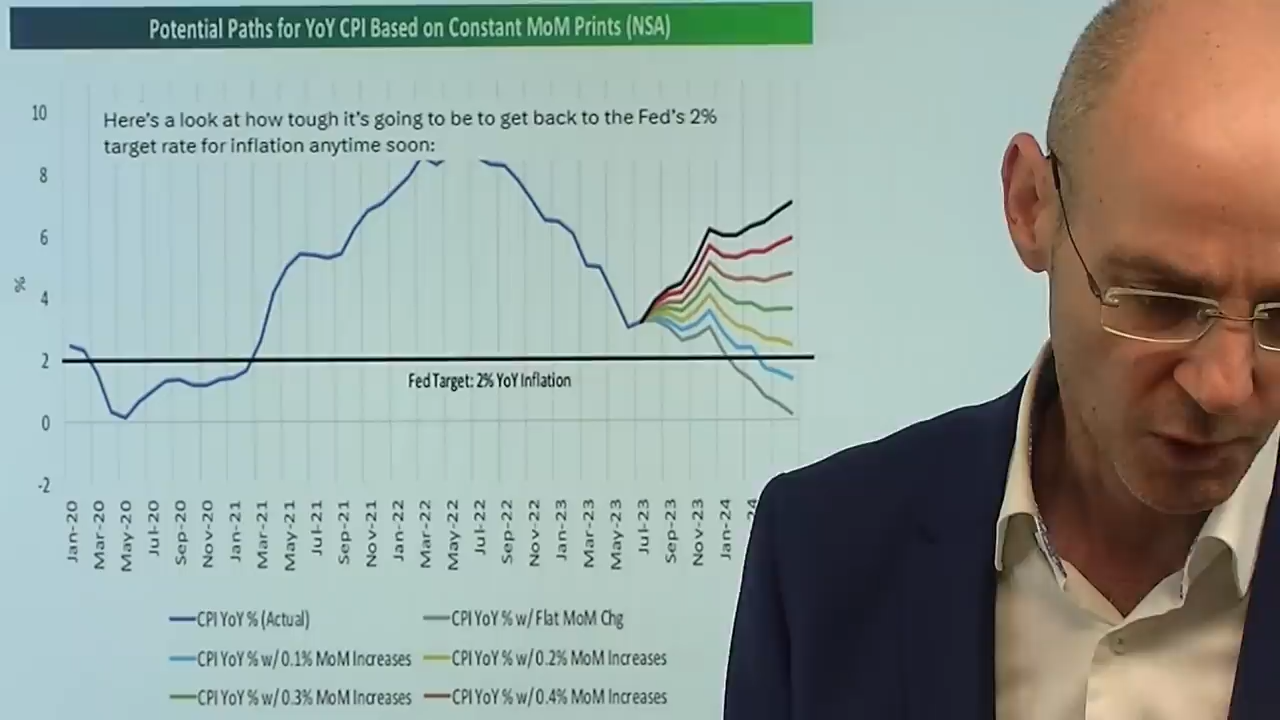 Potential Paths for YoY CPI Based on Constant MoM Prints (NSA)
Here's a look at how tough it's going to be to get back to the Fed's 2%
target rate for inflation anytime soon:
10
8
6
4
2
0
-2
%
Fed Target: 2% YoY Inflation
Jan-20
Mar-20
May-20
Jul-20
Sep-20
Nov-20
Jan-21
Mar-21
May-21
Jul-21
Sep-21
Nov-21
Jan-22
Mar-22
May-22
Jul-22
Sep-22
Nov-22
Jan-23
Mar-23
May-23
Jul-23
Sep-23
Nov-23
Jan-24
CPI YoY % (Actual)
CPI YoY % w/ Flat MoM Chg
CPI YoY % w/ 0.1% MoM Increases
CPI YoY % w/ 0.2% MoM Increases
CPI YoY % w/ 0.3% MoM Increases
CPI YoY % w/ 0.4% MoM Increases